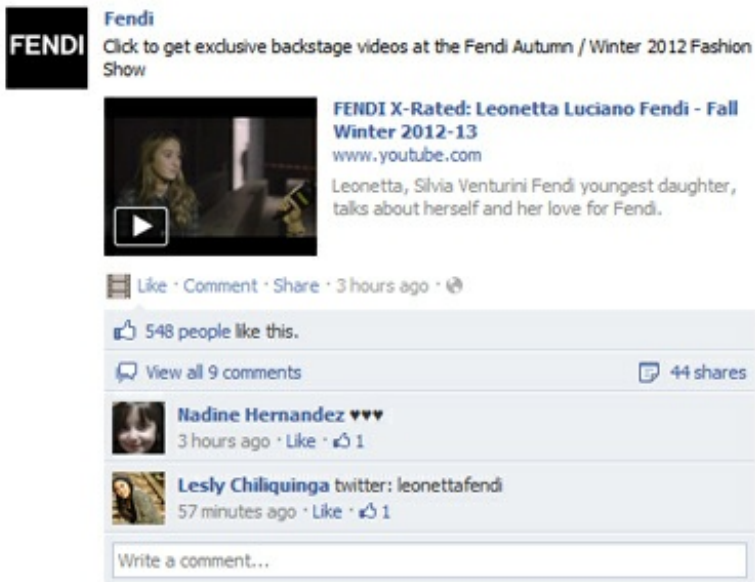 FENDI
Fendi
Click to get exclusive backstage videos at the Fendi Autumn / Winter 2012 Fashion
Show
FENDI X-Rated: Leonetta Luciano Fendi - Fall
Winter 2012-13
www.youtube.com
Leonetta, Silvia Venturini Fendi youngest daughter,
talks about herself and her love for Fendi.
Like · Comment · Share · 3 hours ago ·
548 people like this.
View all 9 comments 44 shares
Nadine Hernandez ♥♥♥
3 hours ago · Like · 1
Lesly Chiliquinga twitter: leonettafendi
57 minutes ago · Like · 1
Write a comment...